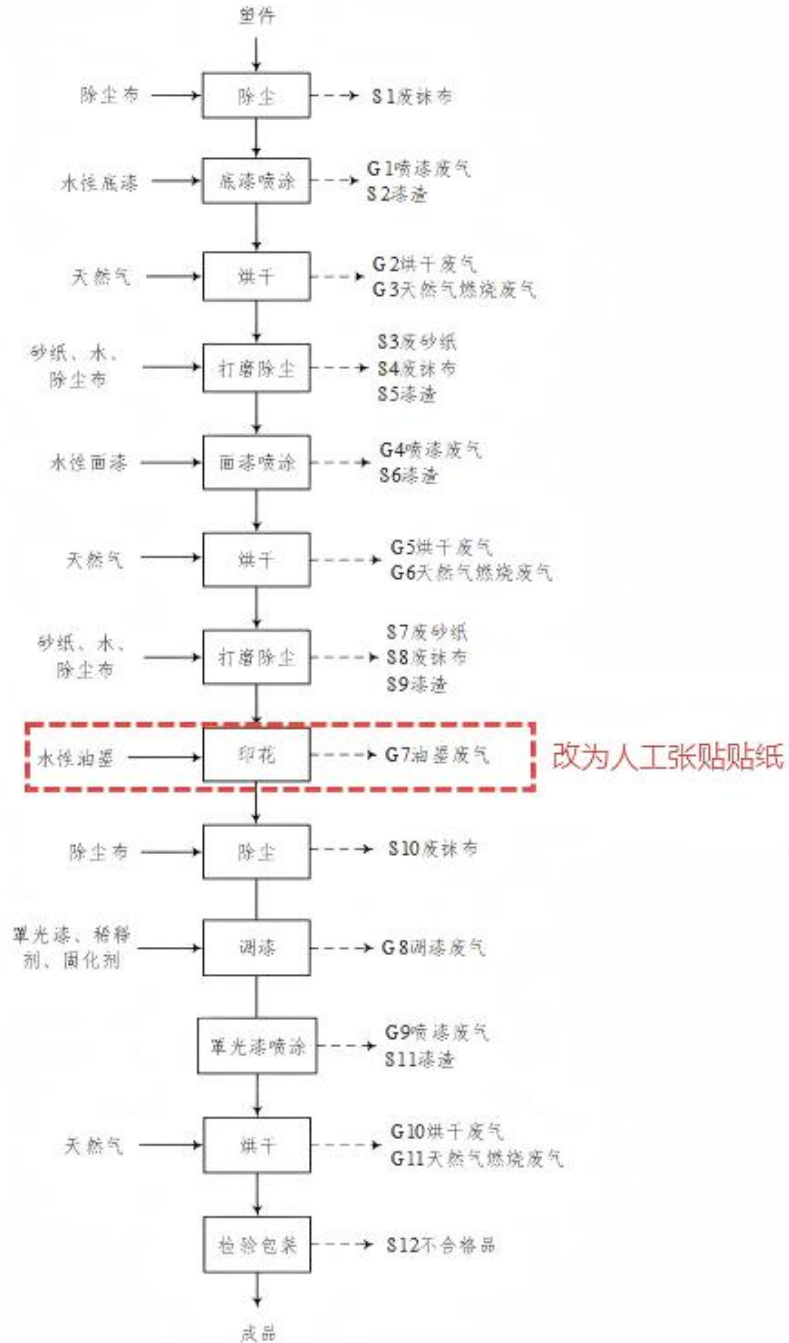 塑件
除尘布
除尘
S1废抹布
水性底漆
底漆喷涂
G1喷漆废气
S2漆渣
天然气
烘干
G2烘干废气
G3天然气燃烧废气
砂纸、水、
除尘布
打磨除尘
S3废砂纸
S4废抹布
S5漆渣
水性画漆
画漆喷涂
G4喷漆废气
S6漆渣
天然气
烘干
G5烘干废气
G6天然气燃烧废气
砂纸、水、
除尘布
打磨除尘
S7废砂纸
S8废抹布
S9漆渣
水性油墨
印花
G7油墨废气
改为人工张贴贴纸
除尘布
除尘
S10废抹布
罩光漆、稀释
剂、固化剂
调漆
G8调漆废气
罩光漆喷涂
G9喷漆废气
S11漆渣
天然气
烘干
G10烘干废气
G11天然气燃烧废气
检验包装
S12不合格品
成品